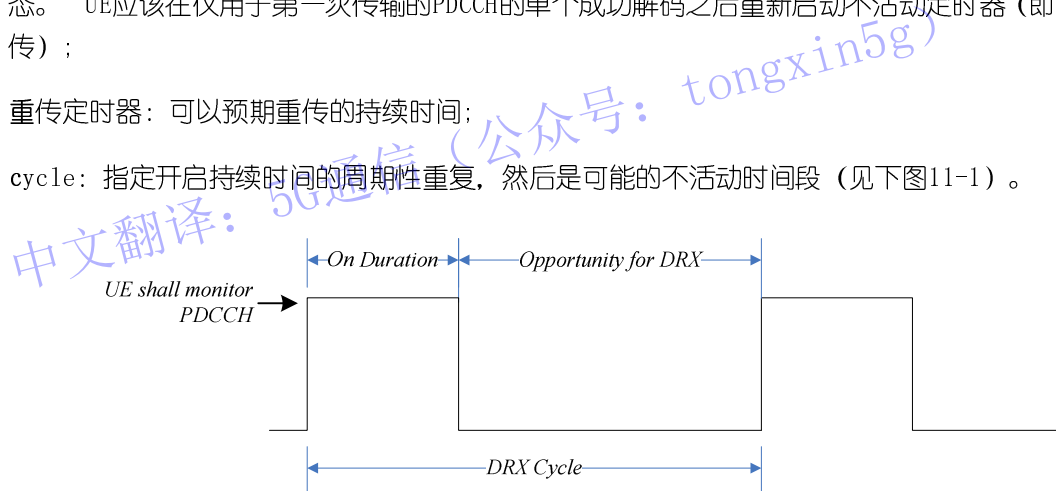 态。 UE应该在仅用于第一次传输的PDCCH的单个成功解码之后重新启动不活动定时器（即
传）；
重传定时器：可以预期重传的持续时间；
cycle：指定开启持续时间的周期性重复，然后是可能的不活动时间段（见下图11-1）。
中文翻译：5G通信（公众号：tongxin5g）
On Duration
Opportunity for DRX
UE shall monitor
PDCCH
DRX Cycle